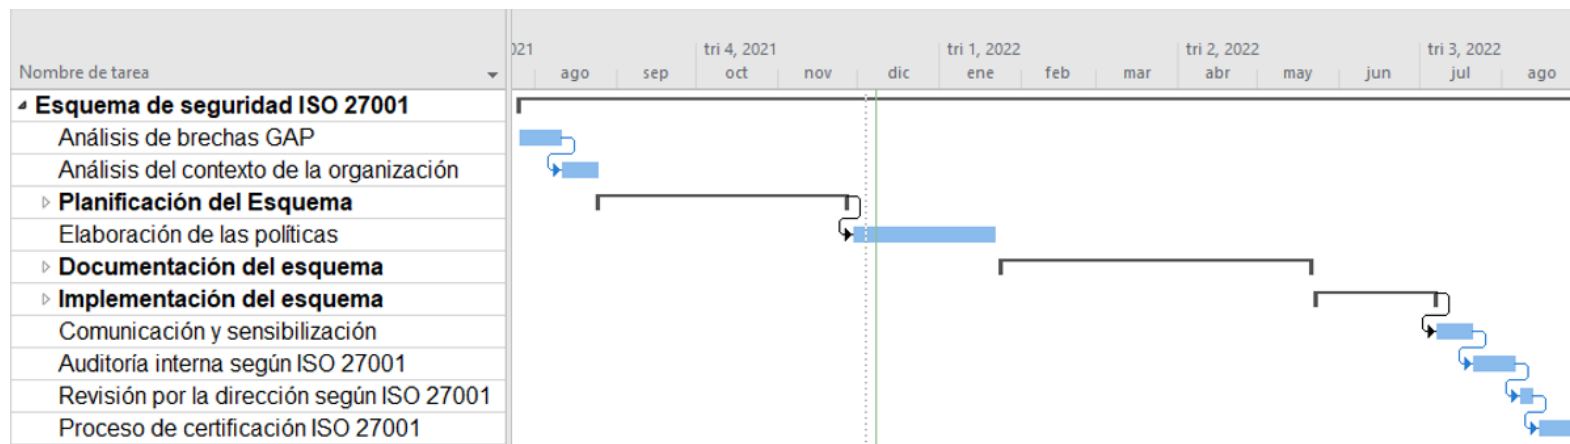 021 tri 4, 2021 tri 1, 2022 tri 2, 2022 tri 3, 2022
Nombre de tarea ago sep oct nov dic ene feb mar abr may jun jul ago
Esquema de seguridad ISO 27001
Análisis de brechas GAP
Análisis del contexto de la organización
Planificación del Esquema
Elaboración de las políticas
Documentación del esquema
Implementación del esquema
Comunicación y sensibilización
Auditoría interna según ISO 27001
Revisión por la dirección según ISO 27001
Proceso de certificación ISO 27001